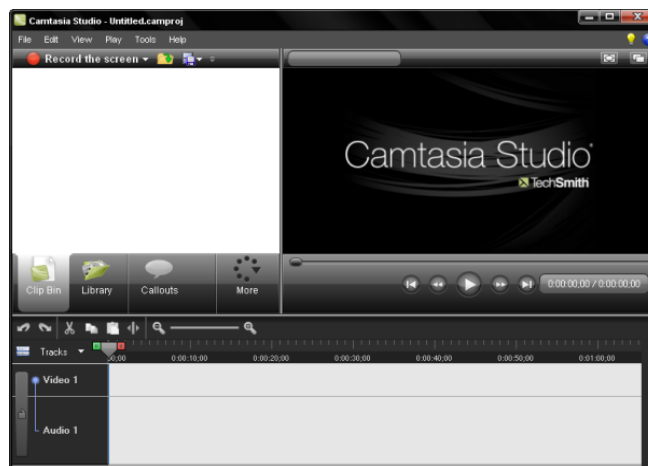 Camtasia Studio - Untitled.camproj
File Edit View Play Tools Help
Record the screen
Camtasia Studio
TechSmith
Clip Bin Library Callouts More
0:00:00;00 / 0:00:00;00
Tracks
00;00 0:00:10;00 0:00:20;00 0:00:30;00 0:00:40;00 0:00:50;00 0:01:00;00
Video 1
Audio 1